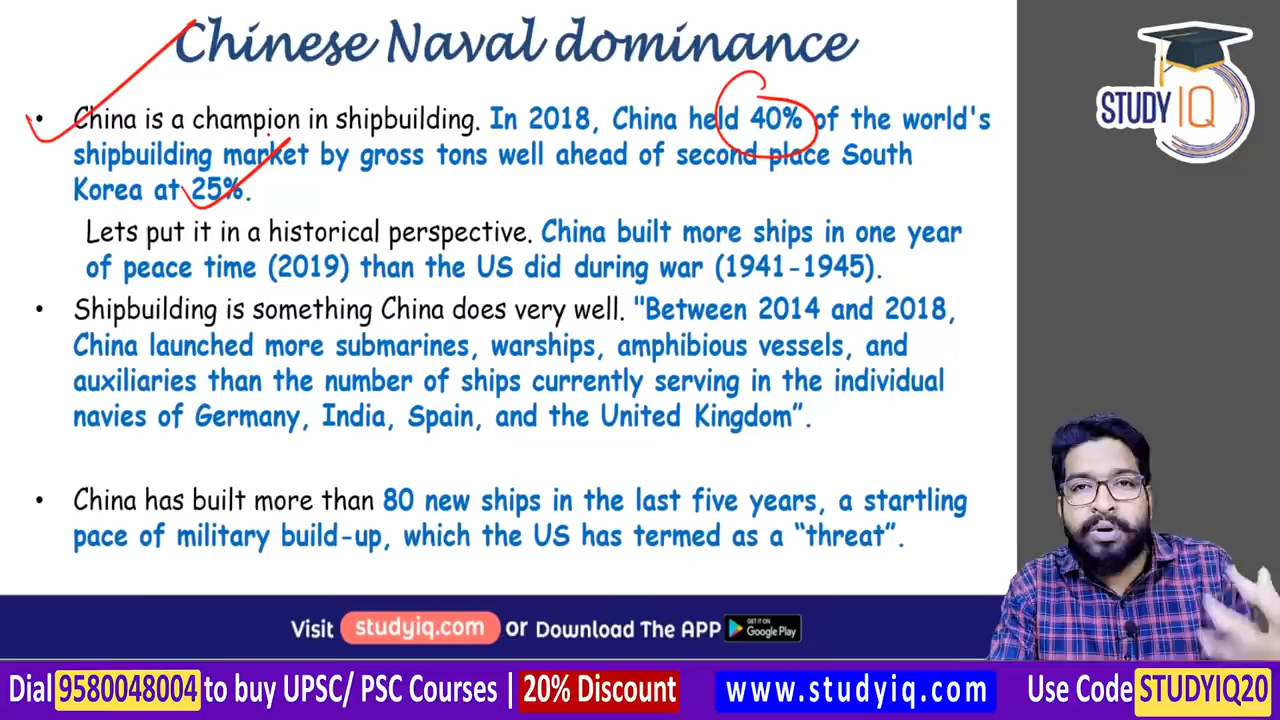 Chinese Naval dominance
• China is a champion in shipbuilding. In 2018, China held 40% of the world's
shipbuilding market by gross tons well ahead of second place South
Korea at 25%.
Lets put it in a historical perspective. China built more ships in one year
of peace time (2019) than the US did during war (1941-1945).
• Shipbuilding is something China does very well. "Between 2014 and 2018,
China launched more submarines, warships, amphibious vessels, and
auxiliaries than the number of ships currently serving in the individual
navies of Germany, India, Spain, and the United Kingdom”.
• China has built more than 80 new ships in the last five years, a startling
pace of military build-up, which the US has termed as a “threat”.
STUDY IQ
Visit studyiq.com or Download The APP GET IT ON Google Play
Dial 9580048004 to buy UPSC/ PSC Courses | 20% Discount www.studyiq.com Use Code STUDYIQ20